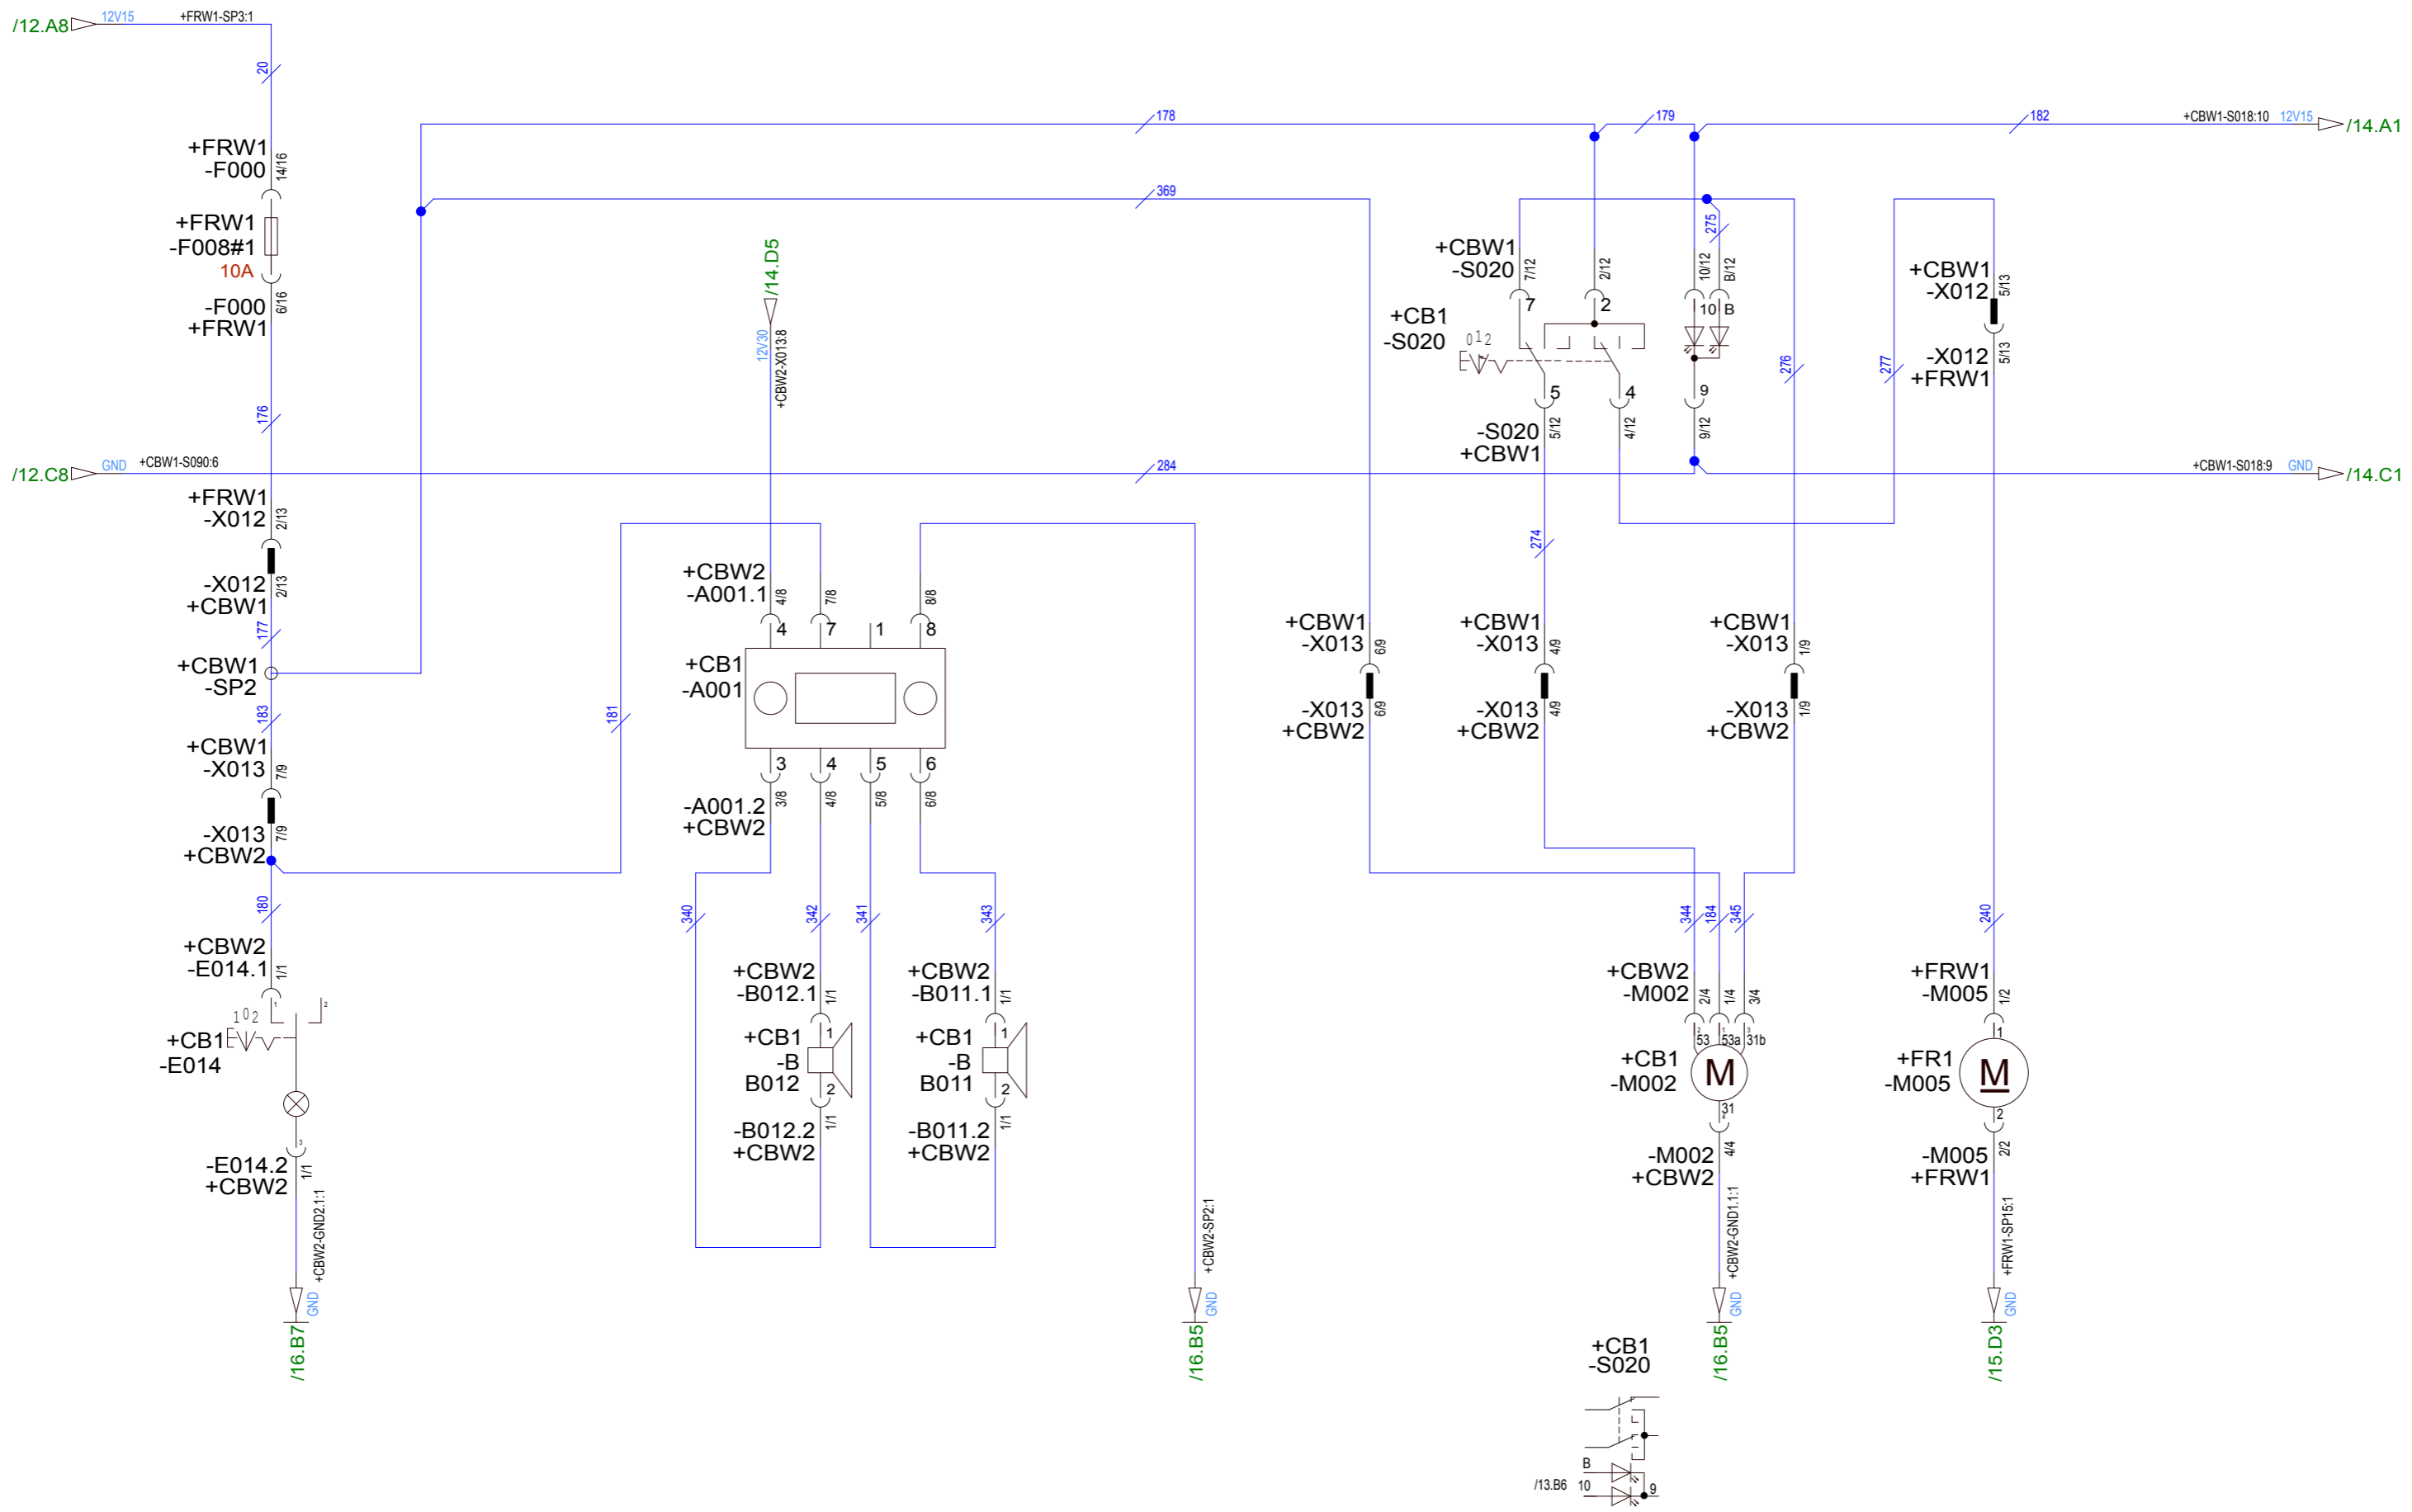 /12.A8 12V15 +FRW1-SP3:1
20
178 179 182 +CBW1-S018:10 12V15 /14.A1
+FRW1
-F000 14/16
369
+FRW1
-F008#1
10A
-F000 6/16
+FRW1
/14.D5
12V30
+CBW2-X013:8
275
+CBW1
-S020 7/12 2/12 10/12 B/12
7 2 10 B
+CB1
-S020
0 1 2
5 4 9
-S020 5/12 4/12 9/12
+CBW1
276
277
+CBW1
-X012 5/13
-X012 5/13
+FRW1
176
/12.C8 GND +CBW1-S090:6 284 +CBW1-S018:9 GND /14.C1
+FRW1
-X012 2/13
-X012 2/13
+CBW1
177
+CBW1
-SP2
183
+CBW1
-X013 7/9
-X013 7/9
+CBW2
181
274
+CBW2
-A001.1 4/8 7/8 8/8
4 7 1 8
+CB1
-A001
3 4 5 6
-A001.2 3/8 4/8 5/8 6/8
+CBW2
+CBW1
-X013 6/9
-X013 6/9
+CBW2
+CBW1
-X013 4/9
-X013 4/9
+CBW2
+CBW1
-X013 1/9
-X013 1/9
+CBW2
180 340 342 341 343 344 184 345 240
+CBW2
-E014.1 1/1
1 2
1 0 2
+CB1
-E014
3
-E014.2 1/1
+CBW2
+CBW2-GND2.1:1
GND
/16.B7
+CBW2
-B012.1 1/1
+CB1 1
-B
B012 2
-B012.2 1/1
+CBW2
+CBW2
-B011.1 1/1
+CB1 1
-B
B011 2
-B011.2 1/1
+CBW2
+CBW2-SP2:1
GND
/16.B5
+CBW2
-M002 2/4 1/4 3/4
2 1 3
53 53a 31b
+CB1
-M002 M
31
4
-M002 4/4
+CBW2
+CBW2-GND1.1:1
GND
/16.B5
+FRW1
-M005 1/2
1
+FR1
-M005 M
2
-M005 2/2
+FRW1
+FRW1-SP15:1
GND
/15.D3
+CB1
-S020
B
/13.B6 10 9